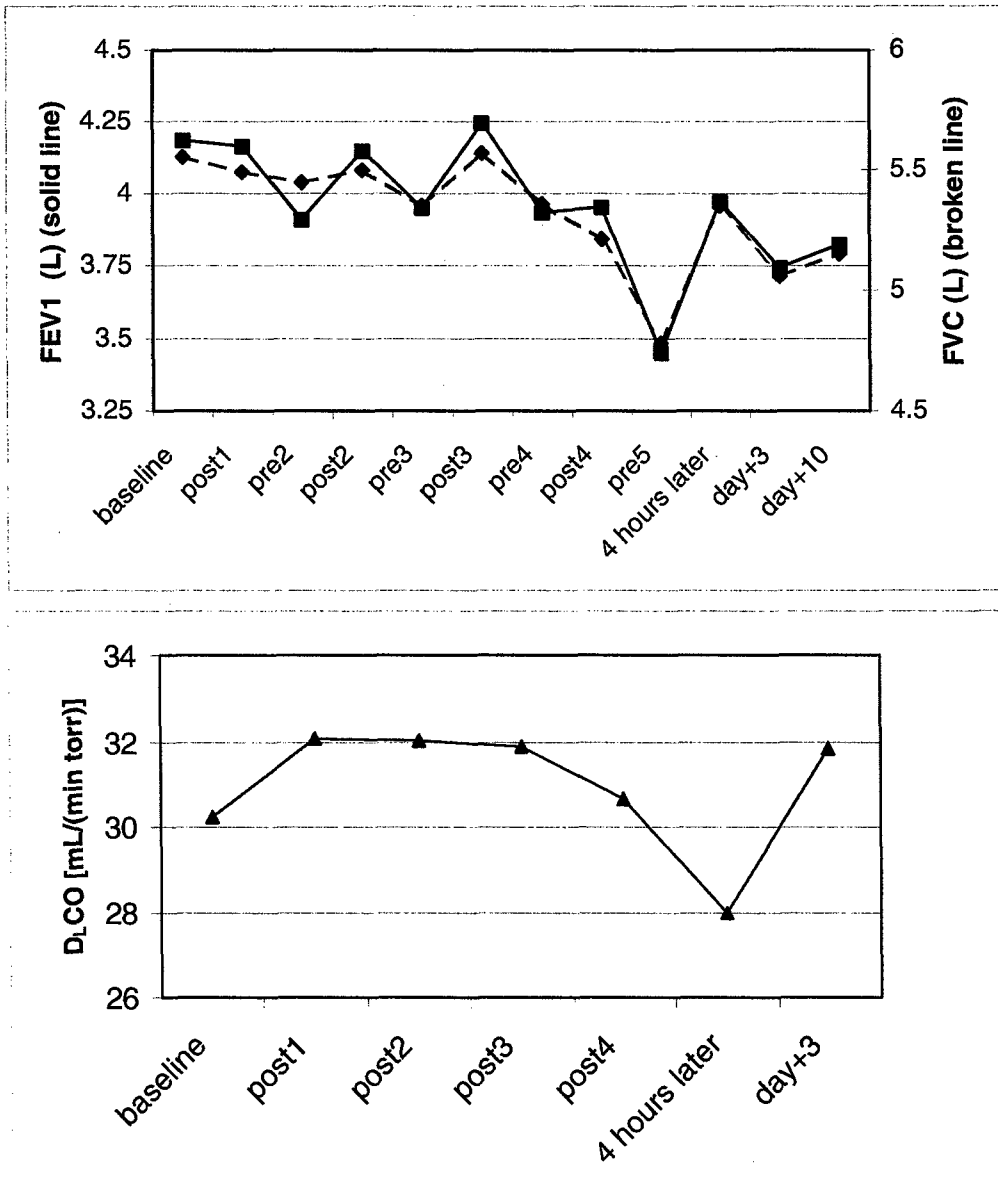 FEV1 (L) (solid line)
4.5
4.25
4
3.75
3.5
3.25
6
5.5
5
4.5
FVC (L) (broken line)
baseline
post1
pre2
post2
pre3
post3
pre4
post4
pre5
4 hours later
day+3
day+10
DLCO [mL/(min torr)]
34
32
30
28
26
baseline
post1
post2
post3
post4
4 hours later
day+3